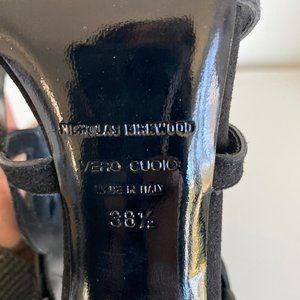 NICHOLAS KIRKWOOD
VERO CUOIO
MADE IN ITALY
38½